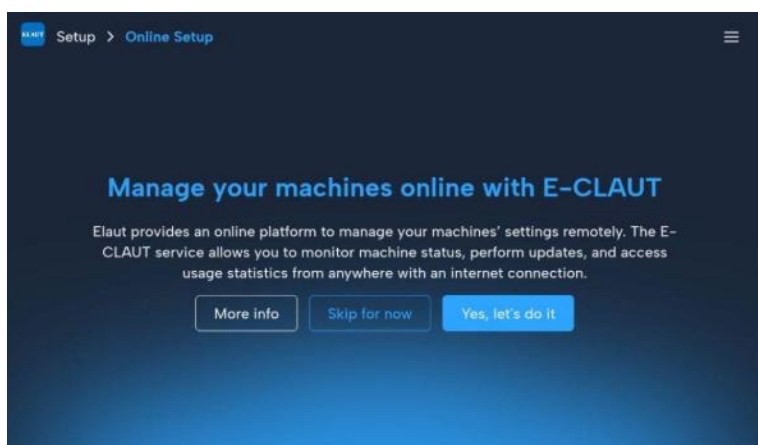 ELAUT
Setup > Online Setup
Manage your machines online with E-CLAUT
Elaut provides an online platform to manage your machines' settings remotely. The E-
CLAUT service allows you to monitor machine status, perform updates, and access
usage statistics from anywhere with an internet connection.
More info
Skip for now
Yes, let's do it